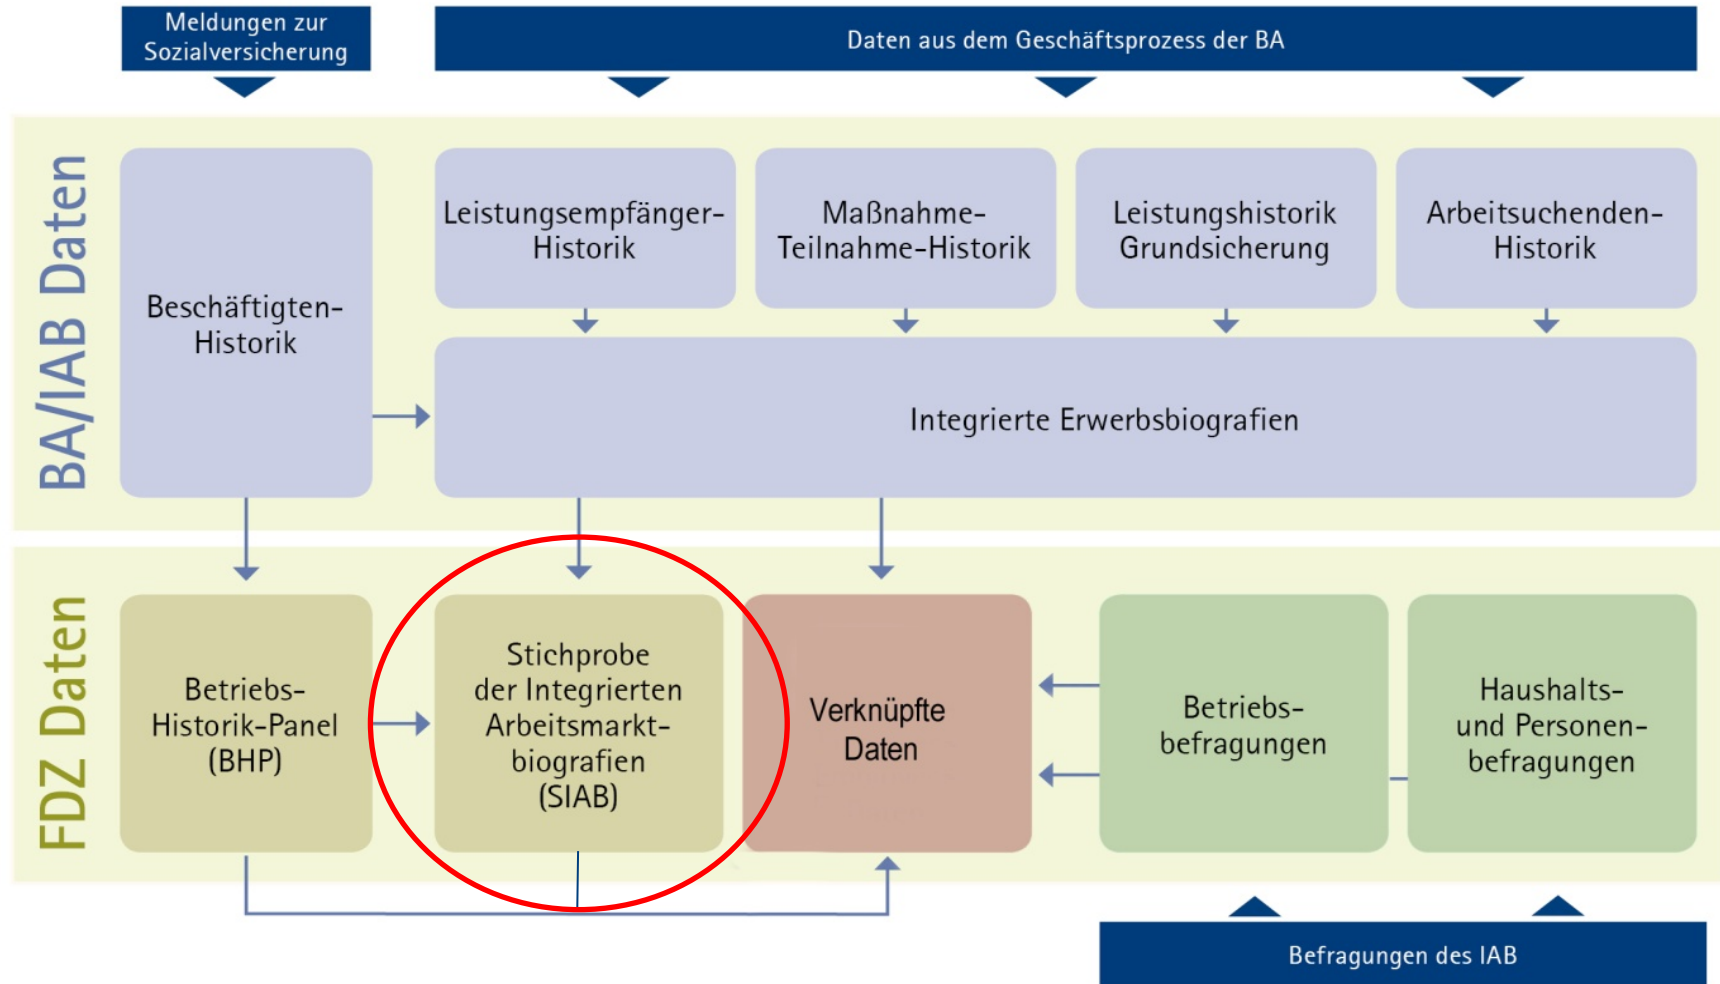 Meldungen zur
Sozialversicherung
Daten aus dem Geschäftsprozess der BA
BA/IAB Daten
Beschäftigten-
Historik
Leistungsempfänger-
Historik
Maßnahme-
Teilnahme-Historik
Leistungshistorik
Grundsicherung
Arbeitsuchenden-
Historik
Integrierte Erwerbsbiografien
FDZ Daten
Betriebs-
Historik-Panel
(BHP)
Stichprobe
der Integrierten
Arbeitsmarkt-
biografien
(SIAB)
Verknüpfte
Daten
Betriebs-
befragungen
Haushalts-
und Personen-
befragungen
Befragungen des IAB